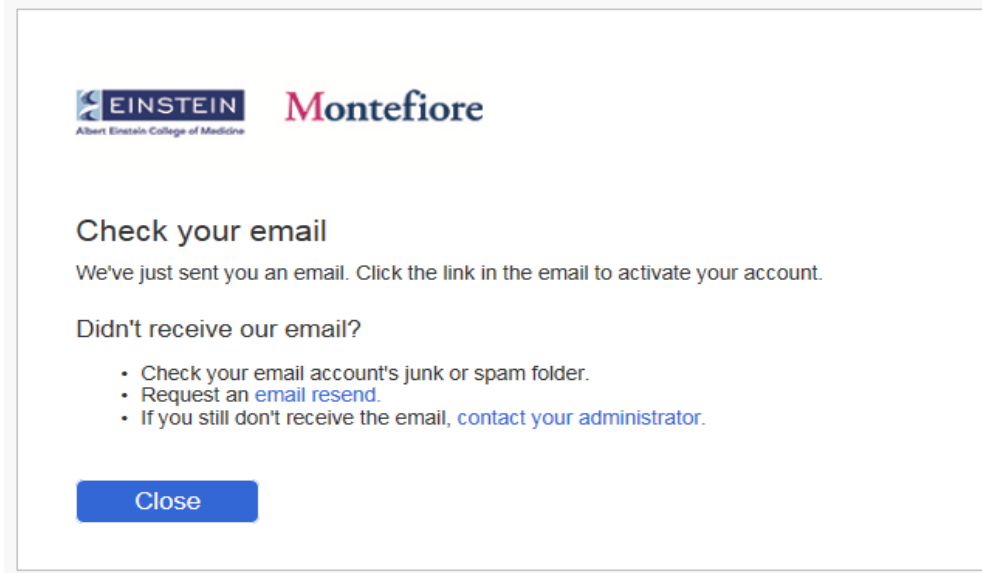 EINSTEIN
Albert Einstein College of Medicine
Montefiore
Check your email
We've just sent you an email. Click the link in the email to activate your account.
Didn't receive our email?
• Check your email account's junk or spam folder.
• Request an email resend.
• If you still don't receive the email, contact your administrator.
Close